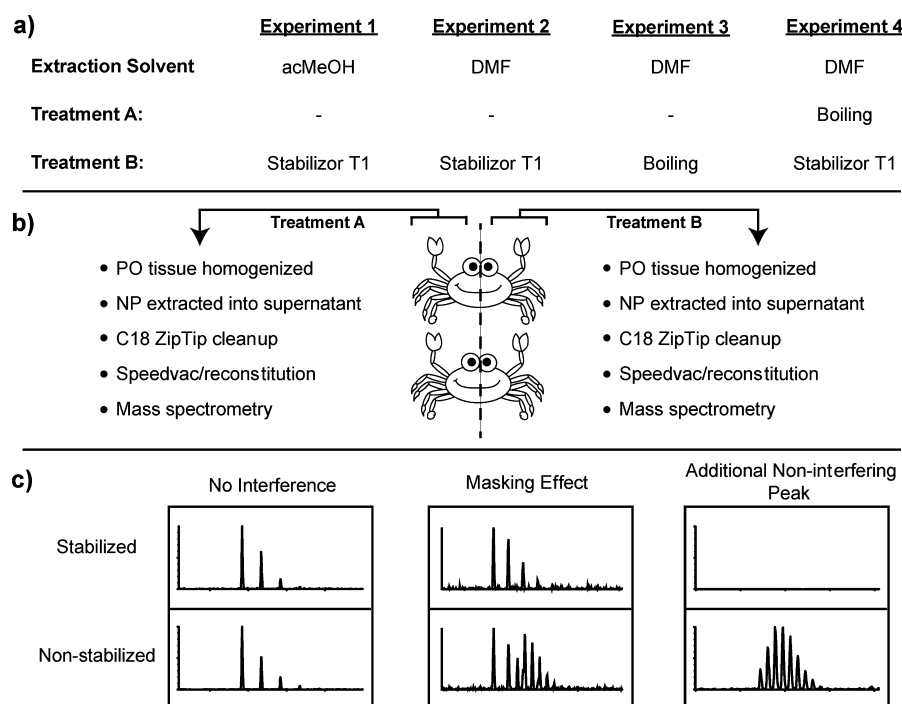 a)
Experiment 1 Experiment 2 Experiment 3 Experiment 4
Extraction Solvent acMeOH DMF DMF DMF
Treatment A: - - - Boiling
Treatment B: Stabilizor T1 Stabilizor T1 Boiling Stabilizor T1
b)
Treatment A Treatment B
• PO tissue homogenized • PO tissue homogenized
• NP extracted into supernatant • NP extracted into supernatant
• C18 ZipTip cleanup • C18 ZipTip cleanup
• Speedvac/reconstitution • Speedvac/reconstitution
• Mass spectrometry • Mass spectrometry
c)
No Interference Masking Effect Additional Non-interfering
Peak
Stabilized
Non-stabilized